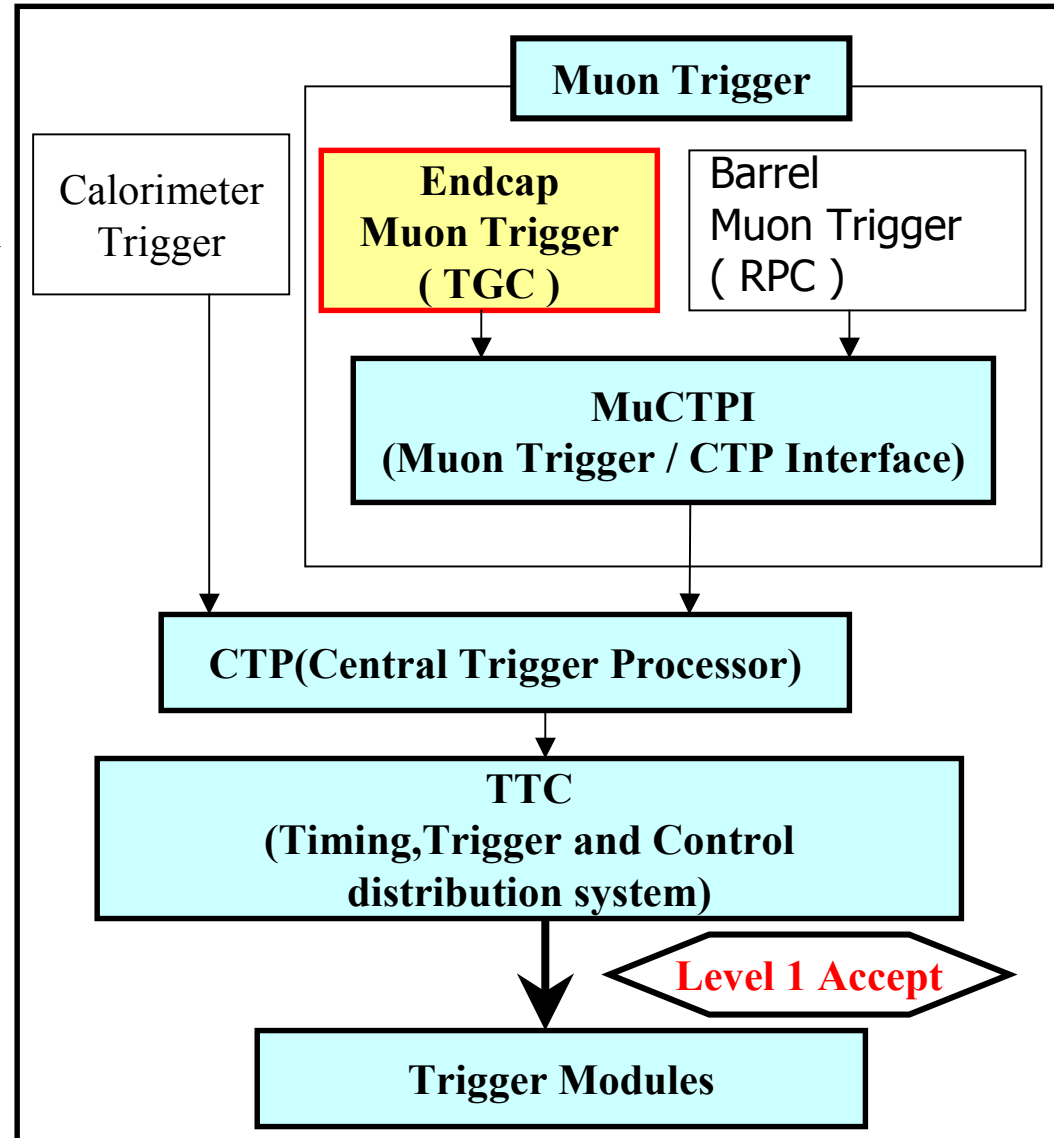 Muon Trigger
Calorimeter
Trigger
Endcap
Muon Trigger
( TGC )
Barrel
Muon Trigger
( RPC )
MuCTPI
(Muon Trigger / CTP Interface)
CTP(Central Trigger Processor)
TTC
(Timing,Trigger and Control
distribution system)
Level 1 Accept
Trigger Modules